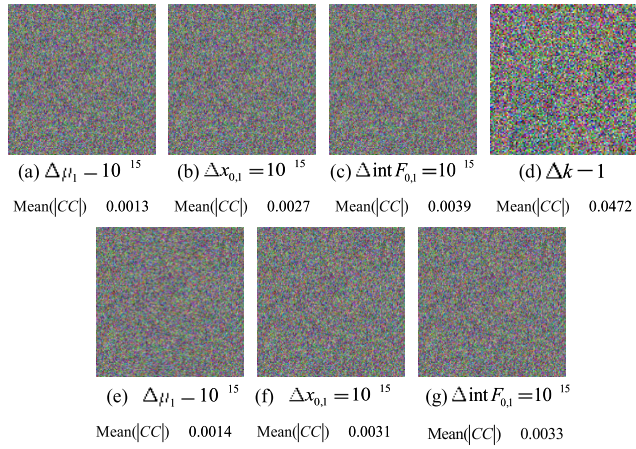 (a) Δμ₁ − 10 ¹⁵ (b) Δx₀,₁ = 10 ¹⁵ (c) Δ int F₀,₁ = 10 ¹⁵ (d) Δk − 1
Mean(|CC|) 0.0013 Mean(|CC|) 0.0027 Mean(|CC|) 0.0039 Mean(|CC|) 0.0472
(e) Δμ₁ − 10 ¹⁵ (f) Δx₀,₁ = 10 ¹⁵ (g) Δ int F₀,₁ = 10 ¹⁵
Mean(|CC|) 0.0014 Mean(|CC|) 0.0031 Mean(|CC|) 0.0033